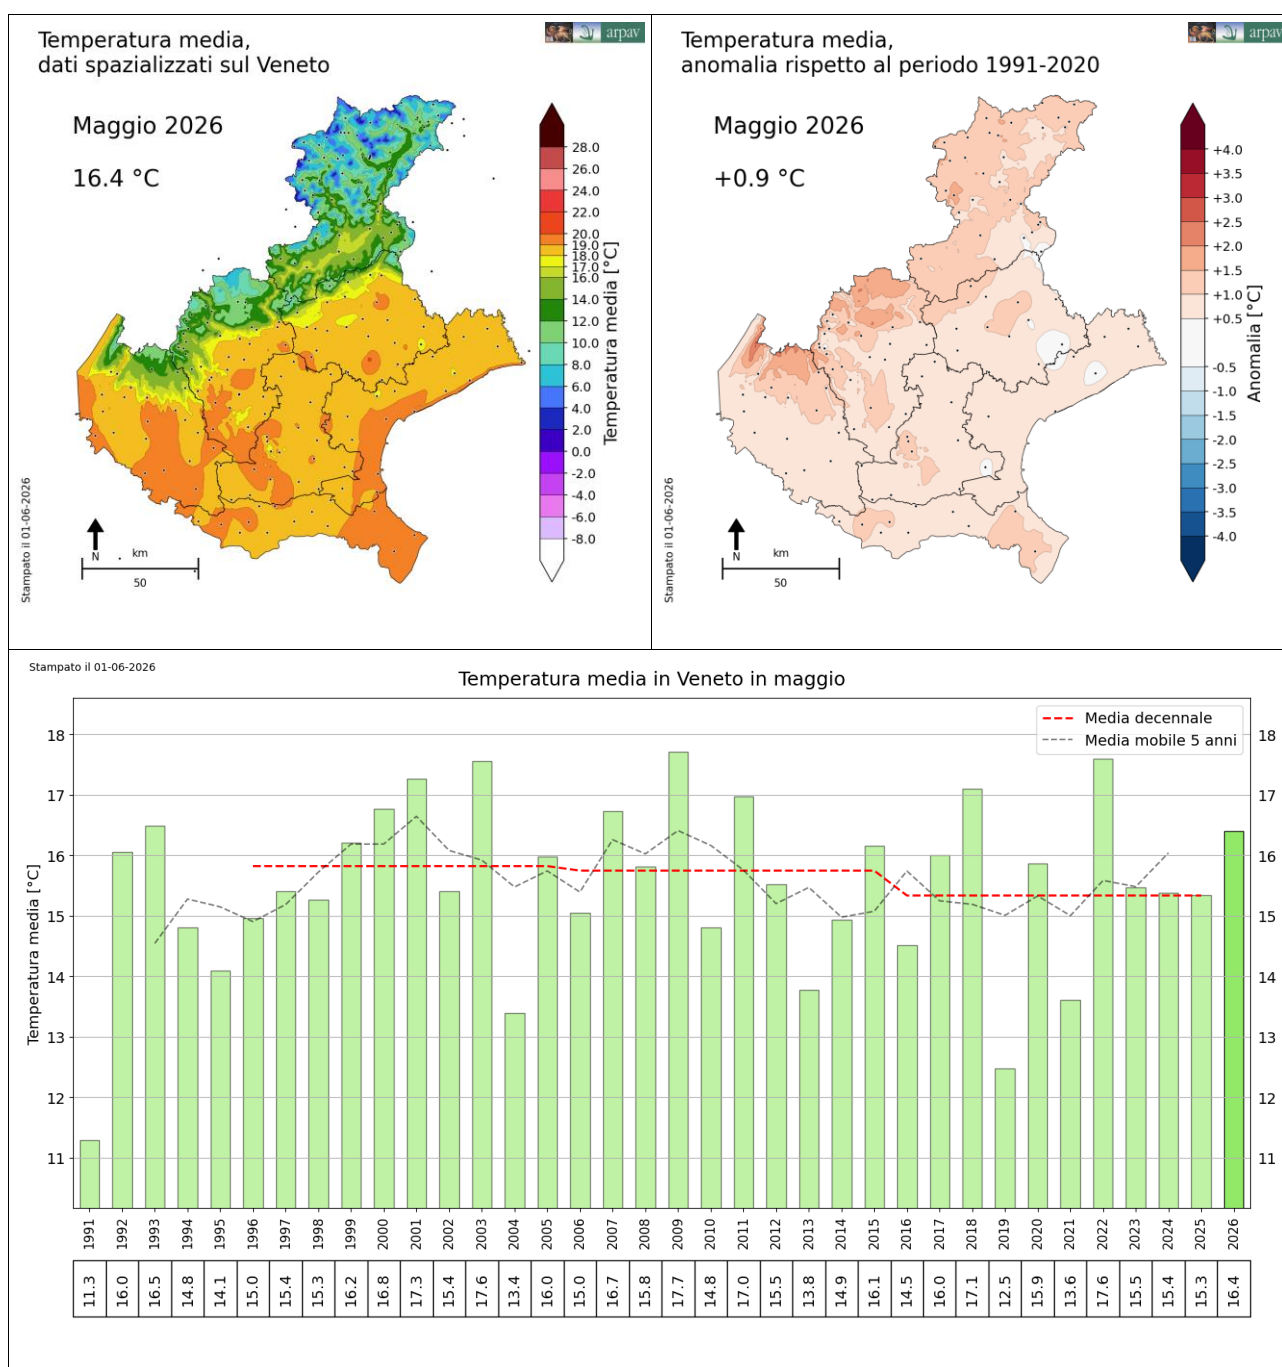 Temperatura media,
dati spazializzati sul Veneto
arpav
Maggio 2026
16.4 °C
28.0
26.0
24.0
22.0
20.0
19.0
18.0
17.0
16.0
14.0
12.0
10.0
8.0
6.0
4.0
2.0
0.0
-2.0
-4.0
-6.0
-8.0
Temperatura media [°C]
Stampato il 01-06-2026
N
km
50
Temperatura media,
anomalia rispetto al periodo 1991-2020
arpav
Maggio 2026
+0.9 °C
+4.0
+3.5
+3.0
+2.5
+2.0
+1.5
+1.0
+0.5
-0.5
-1.0
-1.5
-2.0
-2.5
-3.0
-3.5
-4.0
Anomalia [°C]
Stampato il 01-06-2026
N
km
50
Stampato il 01-06-2026
Temperatura media in Veneto in maggio
Media decennale
Media mobile 5 anni
Temperatura media [°C]
18 18
17 17
16 16
15 15
14 14
13 13
12 12
11 11
1991 1992 1993 1994 1995 1996 1997 1998 1999 2000 2001 2002 2003 2004 2005 2006 2007 2008 2009 2010 2011 2012 2013 2014 2015 2016 2017 2018 2019 2020 2021 2022 2023 2024 2025 2026
11.3 16.0 16.5 14.8 14.1 15.0 15.4 15.3 16.2 16.8 17.3 15.4 17.6 13.4 16.0 15.0 16.7 15.8 17.7 14.8 17.0 15.5 13.8 14.9 16.1 14.5 16.0 17.1 12.5 15.9 13.6 17.6 15.5 15.4 15.3 16.4